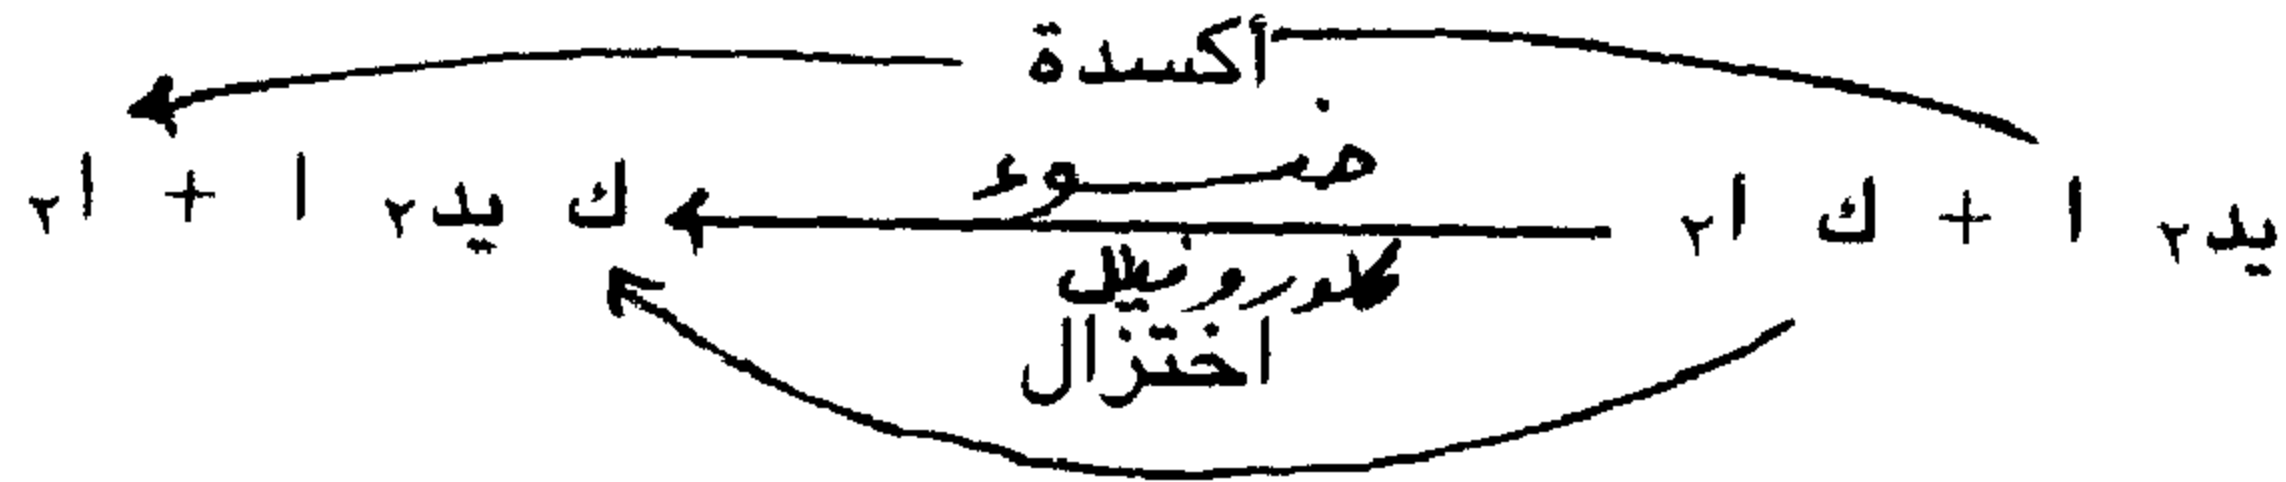 أكسدة
ضوء
يد٢ ا + ك ا٢ ← ك يد٢ ا + ا٢
كلوروفيل
اختزال